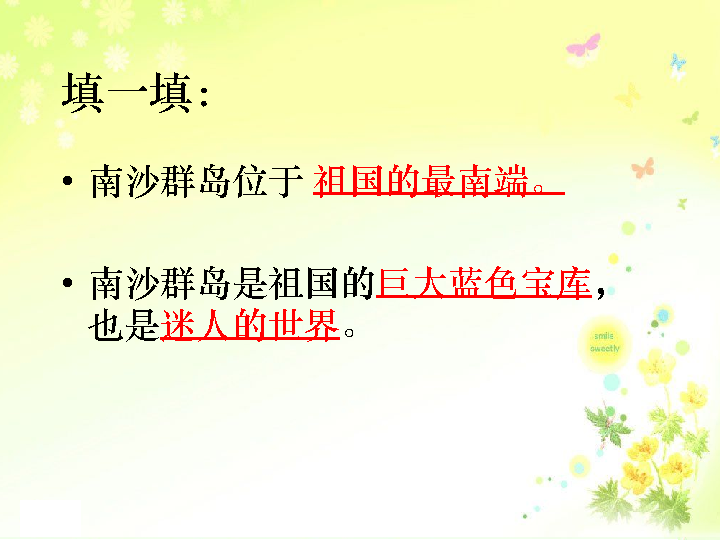 填一填:
• 南沙群岛位于 祖国的最南端。
• 南沙群岛是祖国的巨大蓝色宝库，
也是迷人的世界。
smile
sweetly